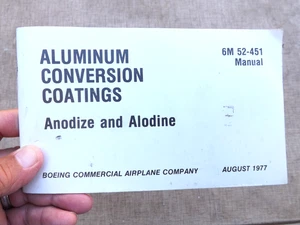 ALUMINUM
CONVERSION
COATINGS
Anodize and Alodine
6M 52-451
Manual
BOEING COMMERCIAL AIRPLANE COMPANY
AUGUST 1977